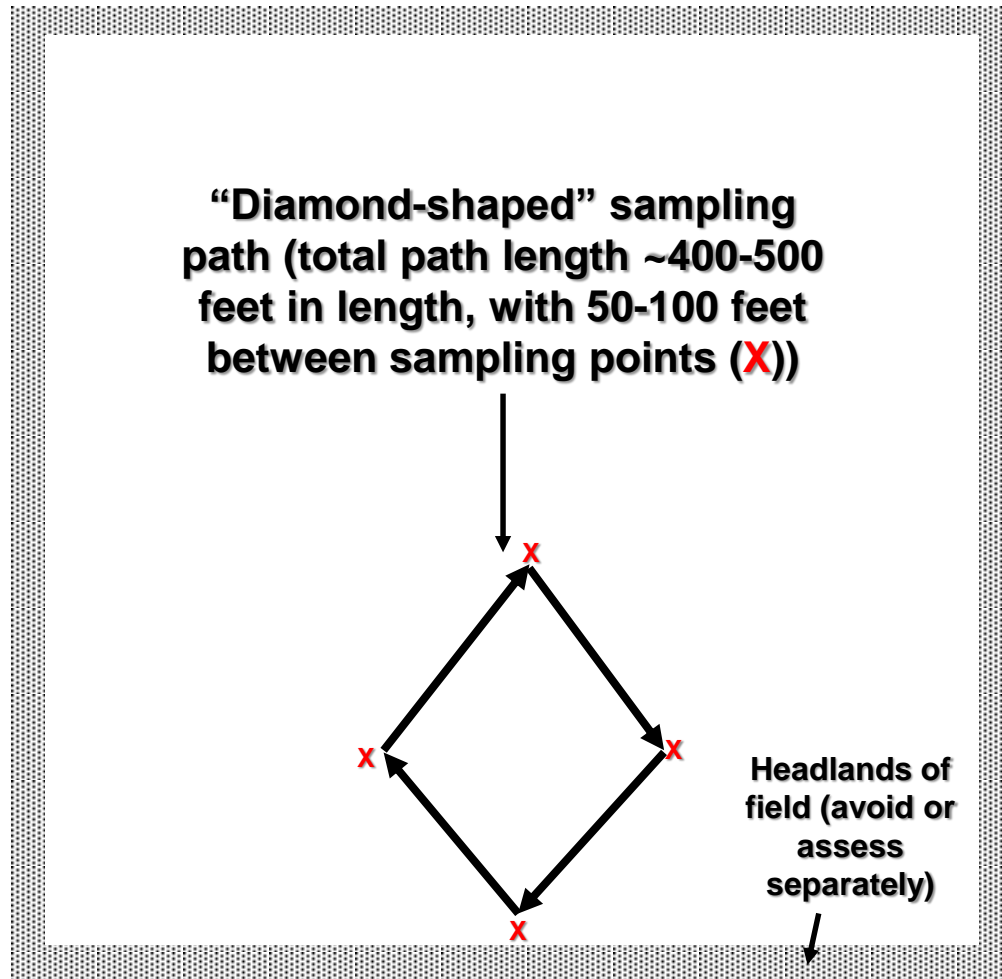 “Diamond-shaped” sampling
path (total path length ~400-500
feet in length, with 50-100 feet
between sampling points (X))
X
X
X
Headlands of
field (avoid or
assess
separately)
X